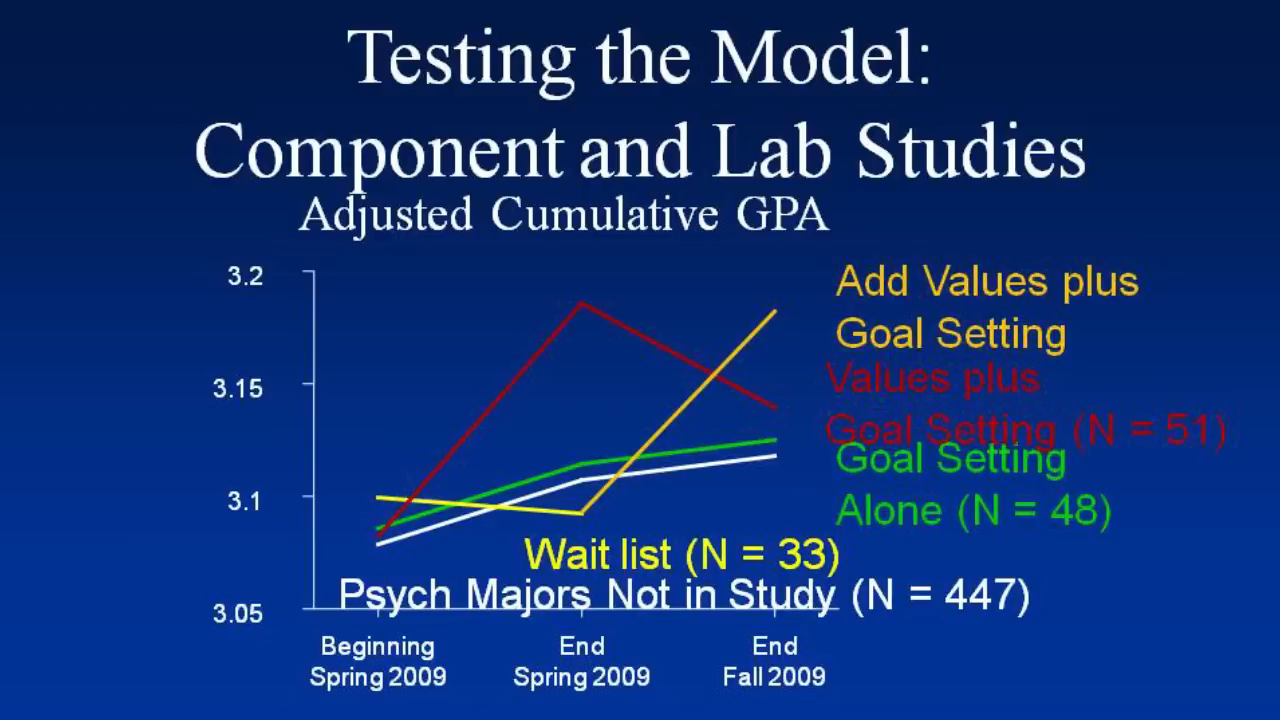 Testing the Model:
Component and Lab Studies
Adjusted Cumulative GPA
3.2
3.15
3.1
3.05
Add Values plus
Goal Setting
Values plus
Goal Setting (N = 51)
Goal Setting
Alone (N = 48)
Wait list (N = 33)
Psych Majors Not in Study (N = 447)
Beginning
Spring 2009
End
Spring 2009
End
Fall 2009